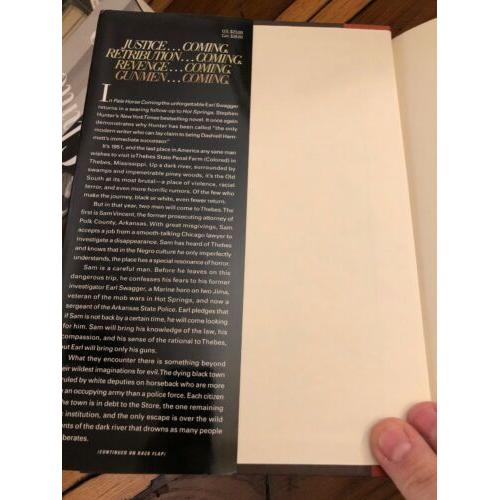 U.S. $25.00
JUSTICE . . . COMING.
RETRIBUTION . . . COMING.
REVENGE . . . COMING.
GUNMEN . . . COMING.
In Pale Horse Coming the unforgettable Earl Swagger
returns in a searing follow-up to Hot Springs, Stephen
Hunter's New York Times bestselling novel. It once again
demonstrates why Hunter has been called "the only
modern writer who can lay claim to being Dashiell Ham-
mett's immediate successor."
It's 1951, and the last place in America any sane man
wishes to visit is Thebes State Penal Farm (Colored) in
Thebes, Mississippi. Up a dark river, surrounded by
swamps and impenetrable piney woods, it's the Old
South at its most brutal—a place of violence, racial
terror, and even more horrific rumors. Of the few who
make the journey, black or white, even fewer return.
But in that year, two men will come to Thebes. The
first is Sam Vincent, the former prosecuting attorney of
Polk County, Arkansas. With great misgivings, Sam
accepts a job from a smooth-talking Chicago lawyer to
investigate a disappearance. Sam has heard of Thebes
and knows that in the Negro culture he only imperfectly
understands, the place has a special resonance of horror.
Sam is a careful man. Before he leaves on this
dangerous trip, he confesses his fears to his former
investigator Earl Swagger, a Marine hero on Iwo Jima,
veteran of the mob wars in Hot Springs, and now a
sergeant of the Arkansas State Police. Earl pledges that
if Sam is not back by a certain time, he will come looking
for him. Sam will bring his knowledge of the law, his
compassion, and his sense of the rational to Thebes,
but Earl will bring only his guns.
What they encounter there is something beyond
their wildest imaginations for evil. The dying black town
ruled by white deputies on horseback who are more
an occupying army than a police force. Each citizen
the town is in debt to the Store, the one remaining
institution, and the only escape is over the wild
ents of the dark river that drowns as many people
berates.
(CONTINUED ON BACK FLAP)